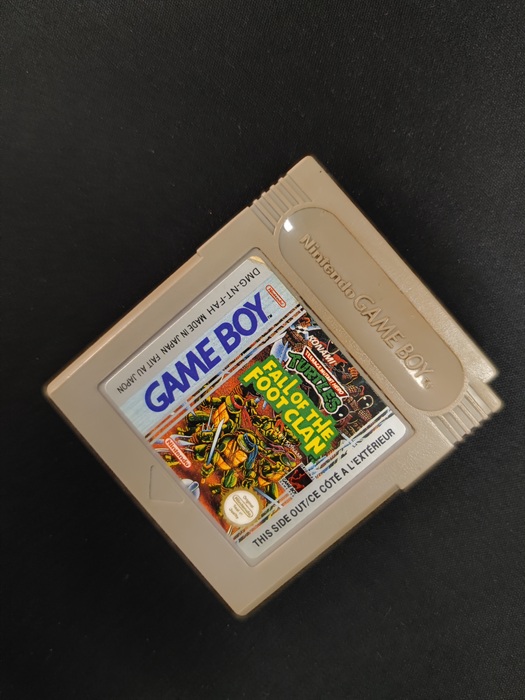 Nintendo GAME BOY
DMG-NT-FAH MADE IN JAPAN FAIT AU JAPON
GAME BOY
KONAMI
TURTLES
FALL OF THE
FOOT CLAN
THIS SIDE OUT/CE CÔTÉ A L'EXTÉRIEUR